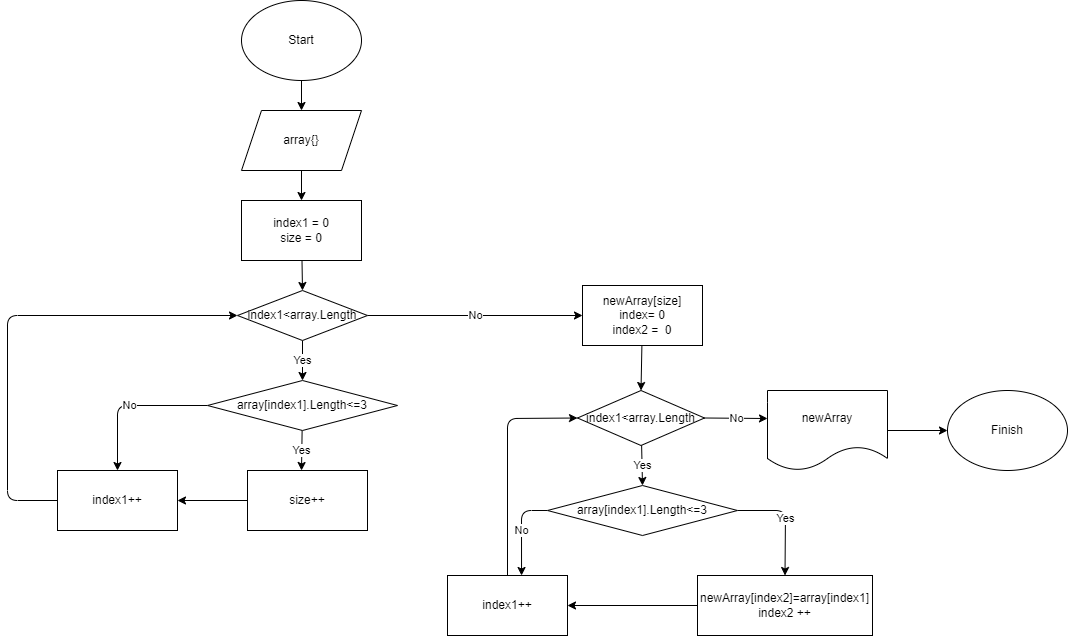 Start
array{}
index1 = 0
size = 0
index1<array.Length
No
Yes
array[index1].Length<=3
No
Yes
index1++
size++
newArray[size]
index= 0
index2 = 0
index1<array.Length
No
newArray
Finish
Yes
array[index1].Length<=3
No
Yes
index1++
newArray[index2]=array[index1]
index2 ++